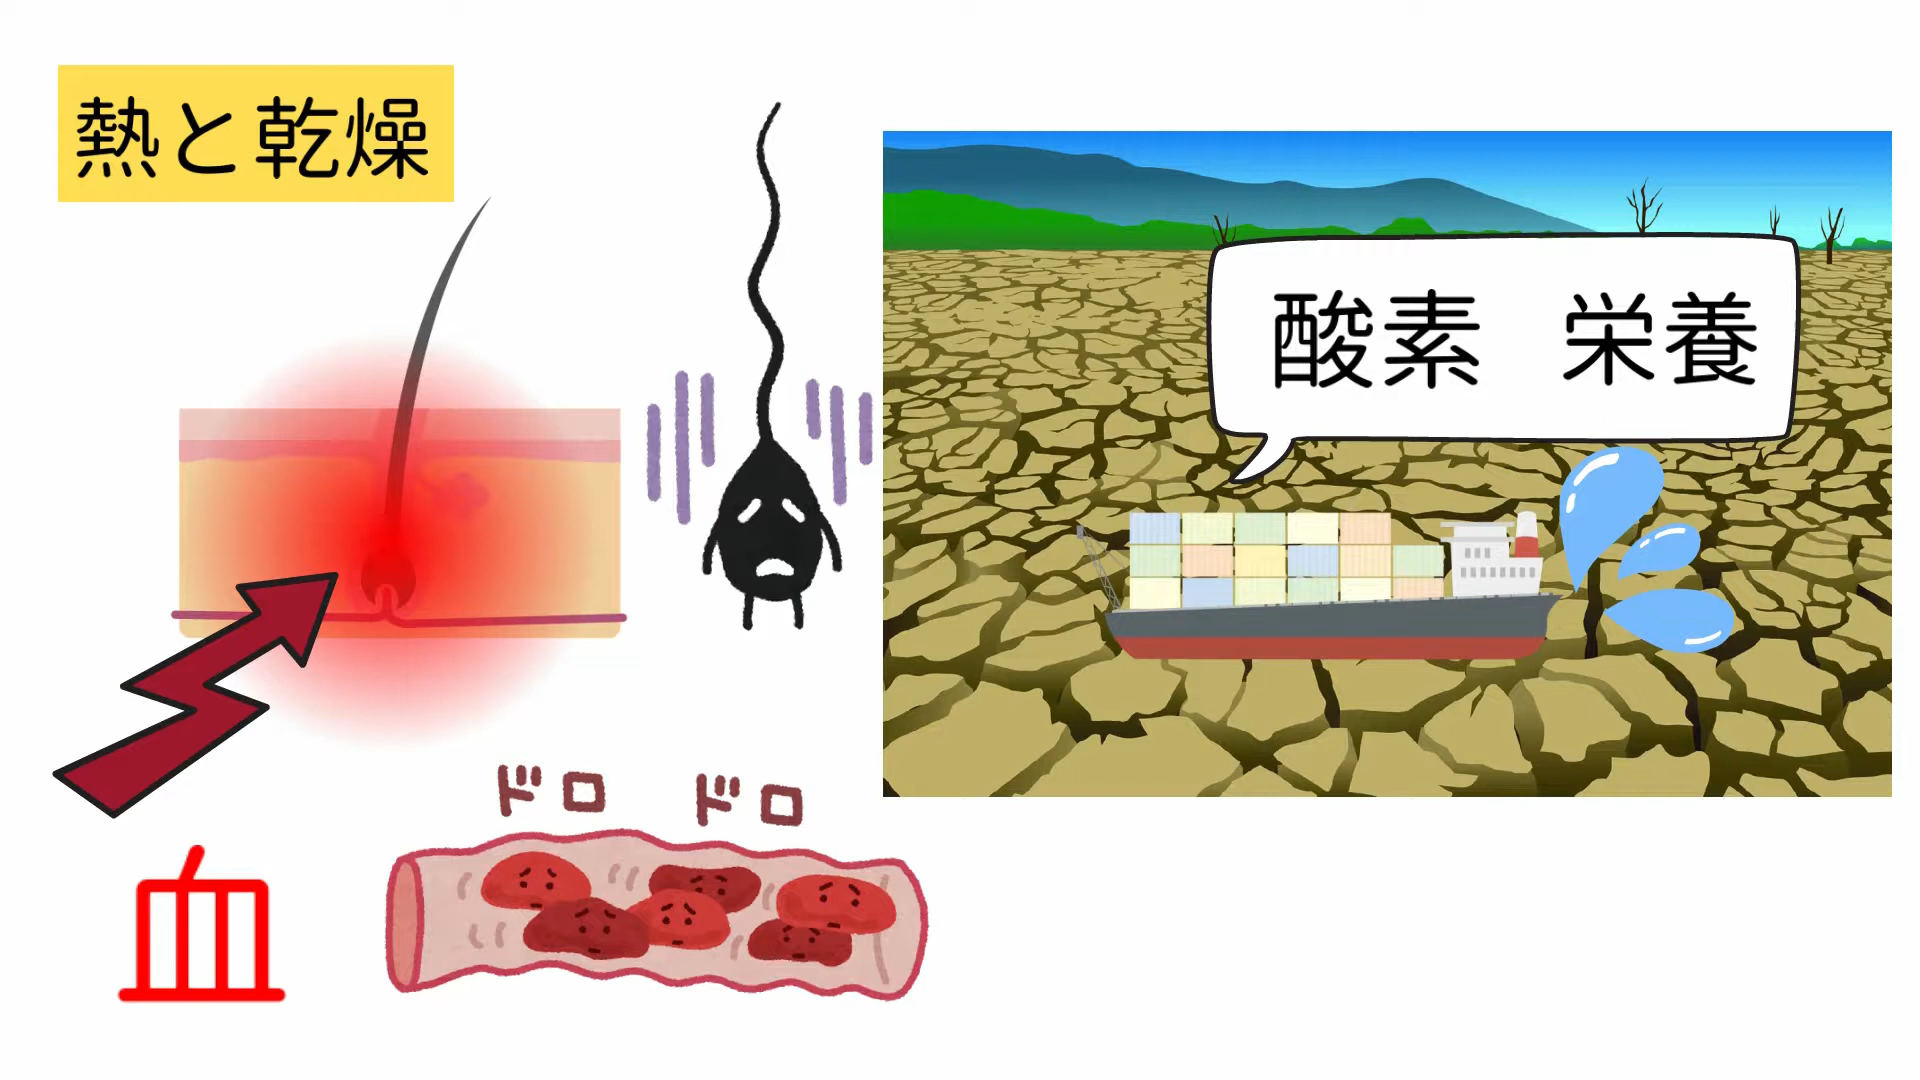 熱と乾燥
酸素 栄養
ドロ ドロ
血